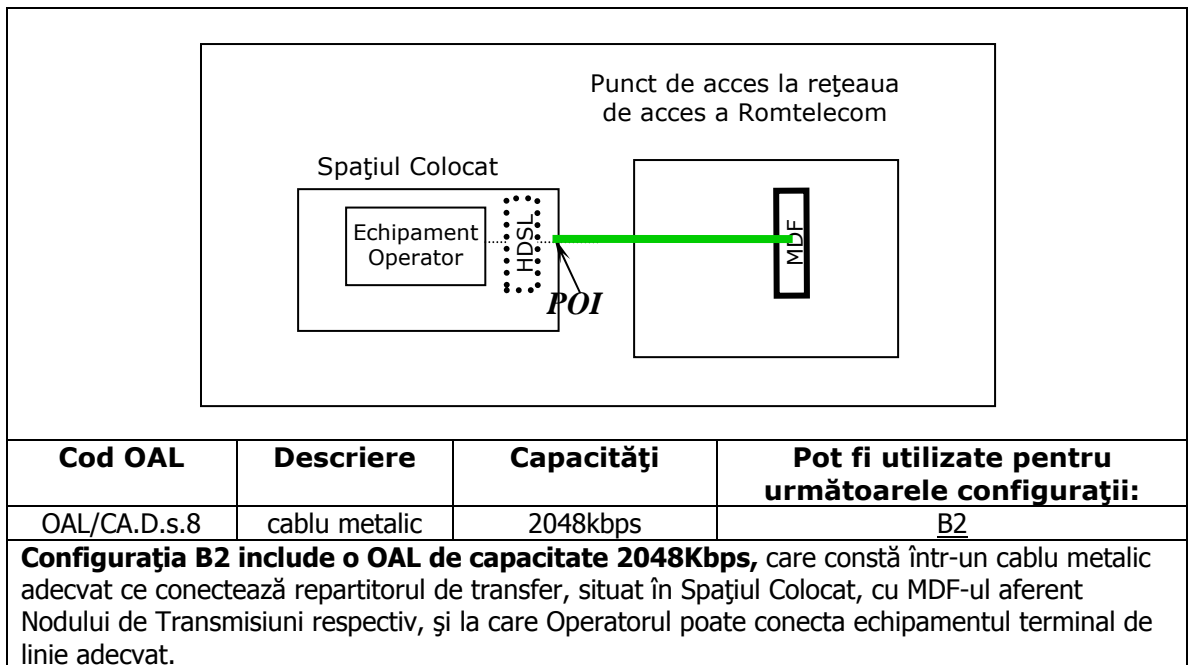 Punct de acces la reţeaua
de acces a Romtelecom
Spaţiul Colocat
Echipament
Operator
HDSL
MDF
POI
Cod OAL
Descriere
Capacităţi
Pot fi utilizate pentru
următoarele configuraţii:
OAL/CA.D.s.8
cablu metalic
2048kbps
B2
Configuraţia B2 include o OAL de capacitate 2048Kbps, care constă într-un cablu metalic
adecvat ce conectează repartitorul de transfer, situat în Spaţiul Colocat, cu MDF-ul aferent
Nodului de Transmisiuni respectiv, şi la care Operatorul poate conecta echipamentul terminal de
linie adecvat.